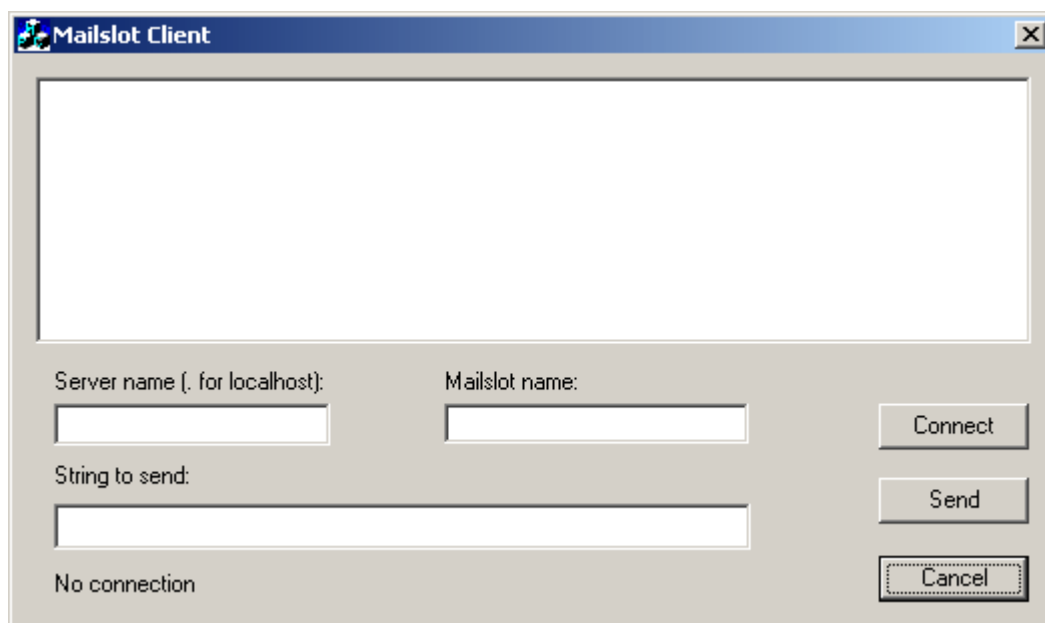 Mailslot Client
Server name (. for localhost):
Mailslot name:
Connect
String to send:
Send
No connection
Cancel